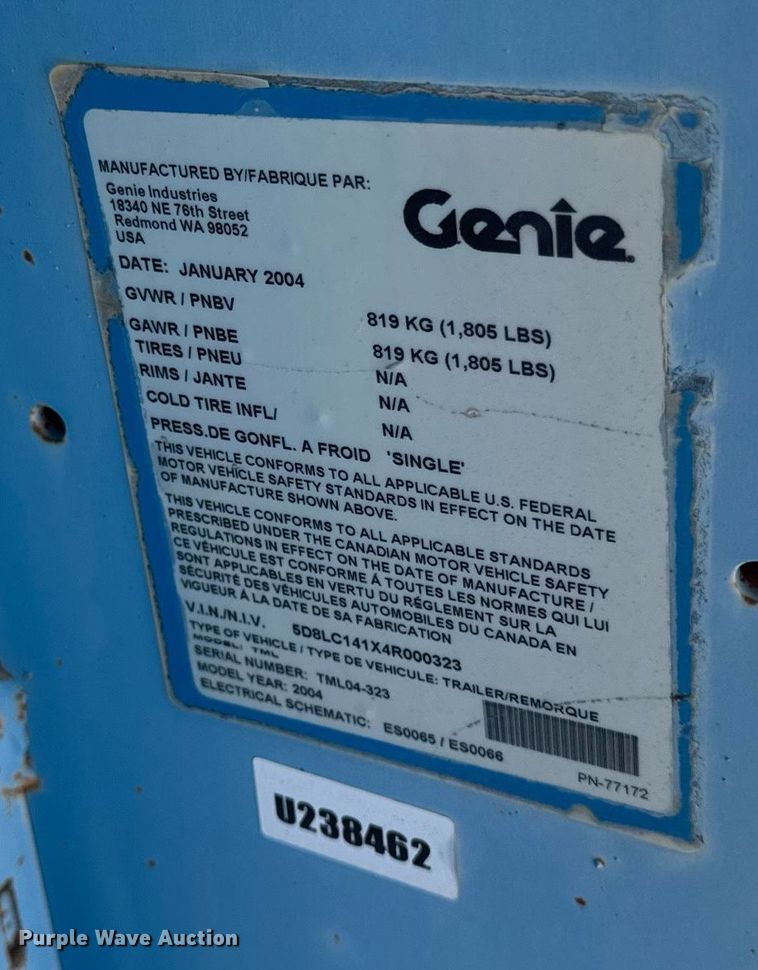 MANUFACTURED BY/FABRIQUE PAR:
Genie Industries
18340 NE 76th Street
Redmond WA 98052
USA
Genie
DATE: JANUARY 2004
GVWR / PNBV 819 KG (1,805 LBS)
GAWR / PNBE 819 KG (1,805 LBS)
TIRES / PNEU N/A
RIMS / JANTE N/A
COLD TIRE INFL/ N/A
PRESS.DE GONFL. A FROID 'SINGLE'
THIS VEHICLE CONFORMS TO ALL APPLICABLE U.S. FEDERAL
MOTOR VEHICLE SAFETY STANDARDS IN EFFECT ON THE DATE
OF MANUFACTURE SHOWN ABOVE.
THIS VEHICLE CONFORMS TO ALL APPLICABLE STANDARDS
PRESCRIBED UNDER THE CANADIAN MOTOR VEHICLE SAFETY
REGULATIONS IN EFFECT ON THE DATE OF MANUFACTURE /
CE VÉHICULE EST CONFORME À TOUTES LES NORMES QUI LUI
SONT APPLICABLES EN VERTU DU RÉGLEMENT SUR LA
SÉCURITÉ DES VÉHICULES AUTOMOBILES DU CANADA EN
VIGUEUR À LA DATE DE SA FABRICATION
V.I.N./N.I.V. 5D8LC141X4R000323
TYPE OF VEHICLE / TYPE DE VEHICULE: TRAILER/REMORQUE
MODEL: TML
SERIAL NUMBER: TML04-323
MODEL YEAR: 2004
ELECTRICAL SCHEMATIC: ES0065 / ES0066
PN-77172
U238462
Purple Wave Auction